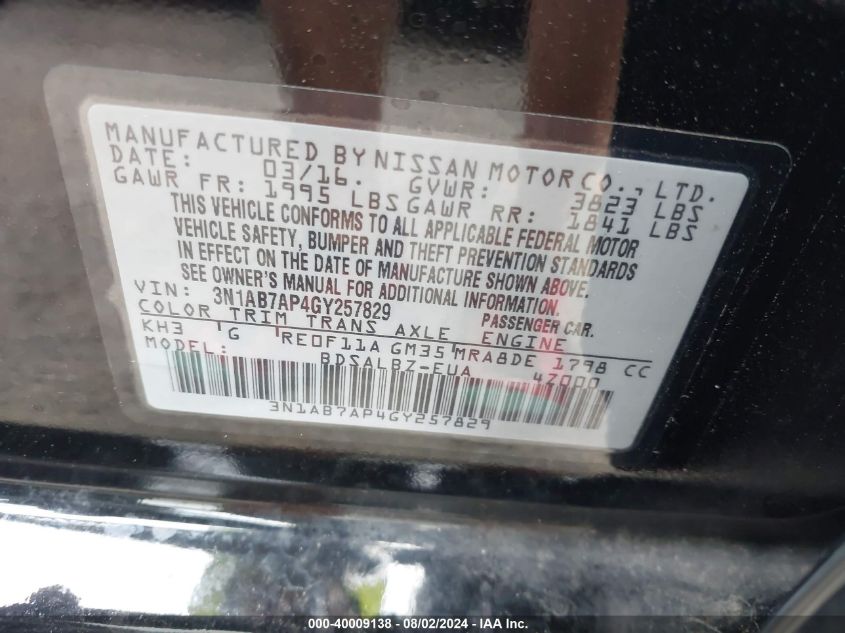 MANUFACTURED BY NISSAN MOTOR CO., LTD.
DATE: 03/16. GVWR: 3823 LBS
GAWR FR: 1995 LBS GAWR RR: 1841 LBS
THIS VEHICLE CONFORMS TO ALL APPLICABLE FEDERAL MOTOR
VEHICLE SAFETY, BUMPER AND THEFT PREVENTION STANDARDS
IN EFFECT ON THE DATE OF MANUFACTURE SHOWN ABOVE.
SEE OWNER'S MANUAL FOR ADDITIONAL INFORMATION.
VIN: 3N1AB7AP4GY257829 PASSENGER CAR.
COLOR TRIM TRANS AXLE ENGINE
KH3 G RE0F11A GM35 MRA8DE 1798 CC
MODEL: BDSALBZ-EUA 47000
3N1AB7AP4GY257829
000-40009138 - 08/02/2024 - IAA Inc.